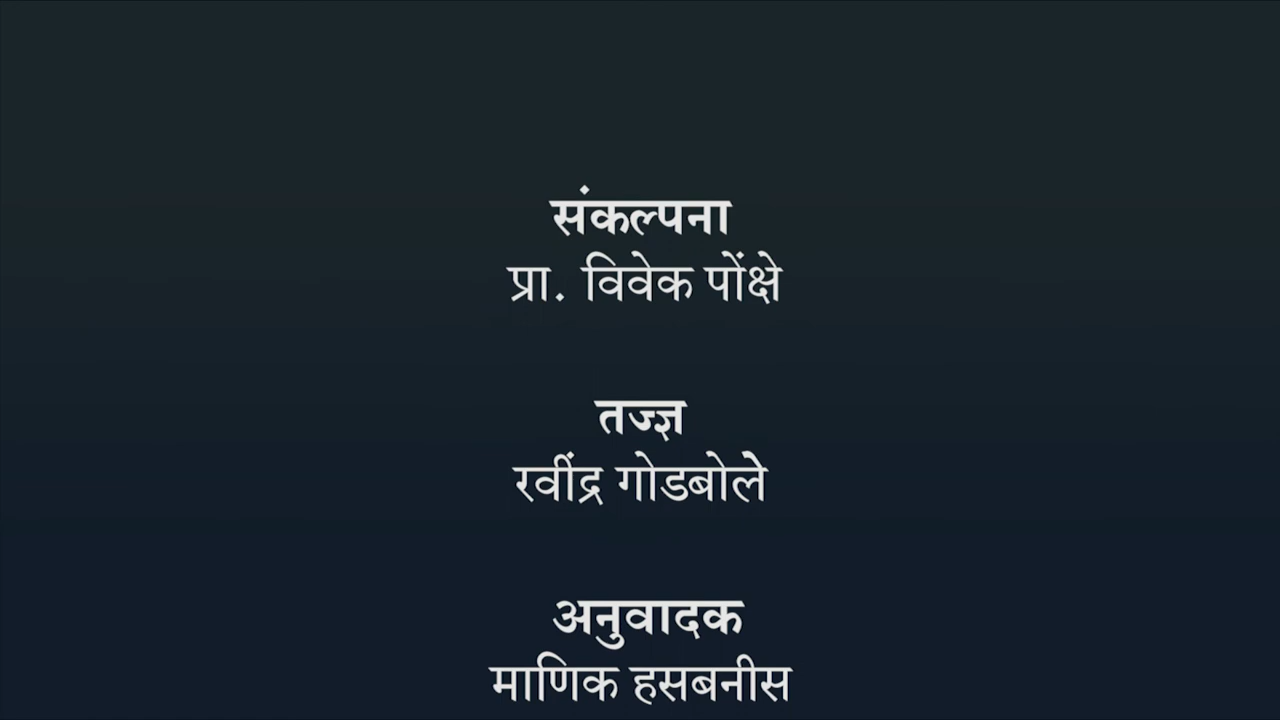 संकल्पना
प्रा. विवेक पोंक्षे
तज्ज्ञ
रवींद्र गोडबोले
अनुवादक
माणिक हसबनीस